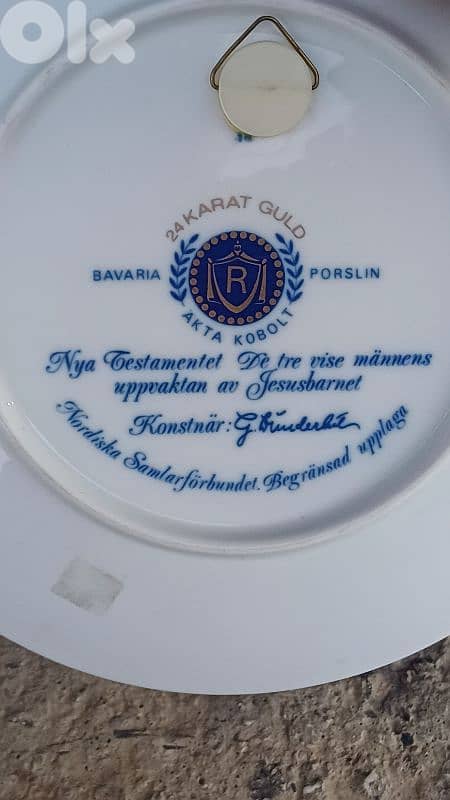 OLX
24 KARAT GULD
BAVARIA R PORSLIN
ÄKTA KOBOLT
Nya Testamentet De tre vise männens
uppvaktan av Jesusbarnet
Konstnär: G.
Nordiska Samlarförbundet. Begränsad upplaga